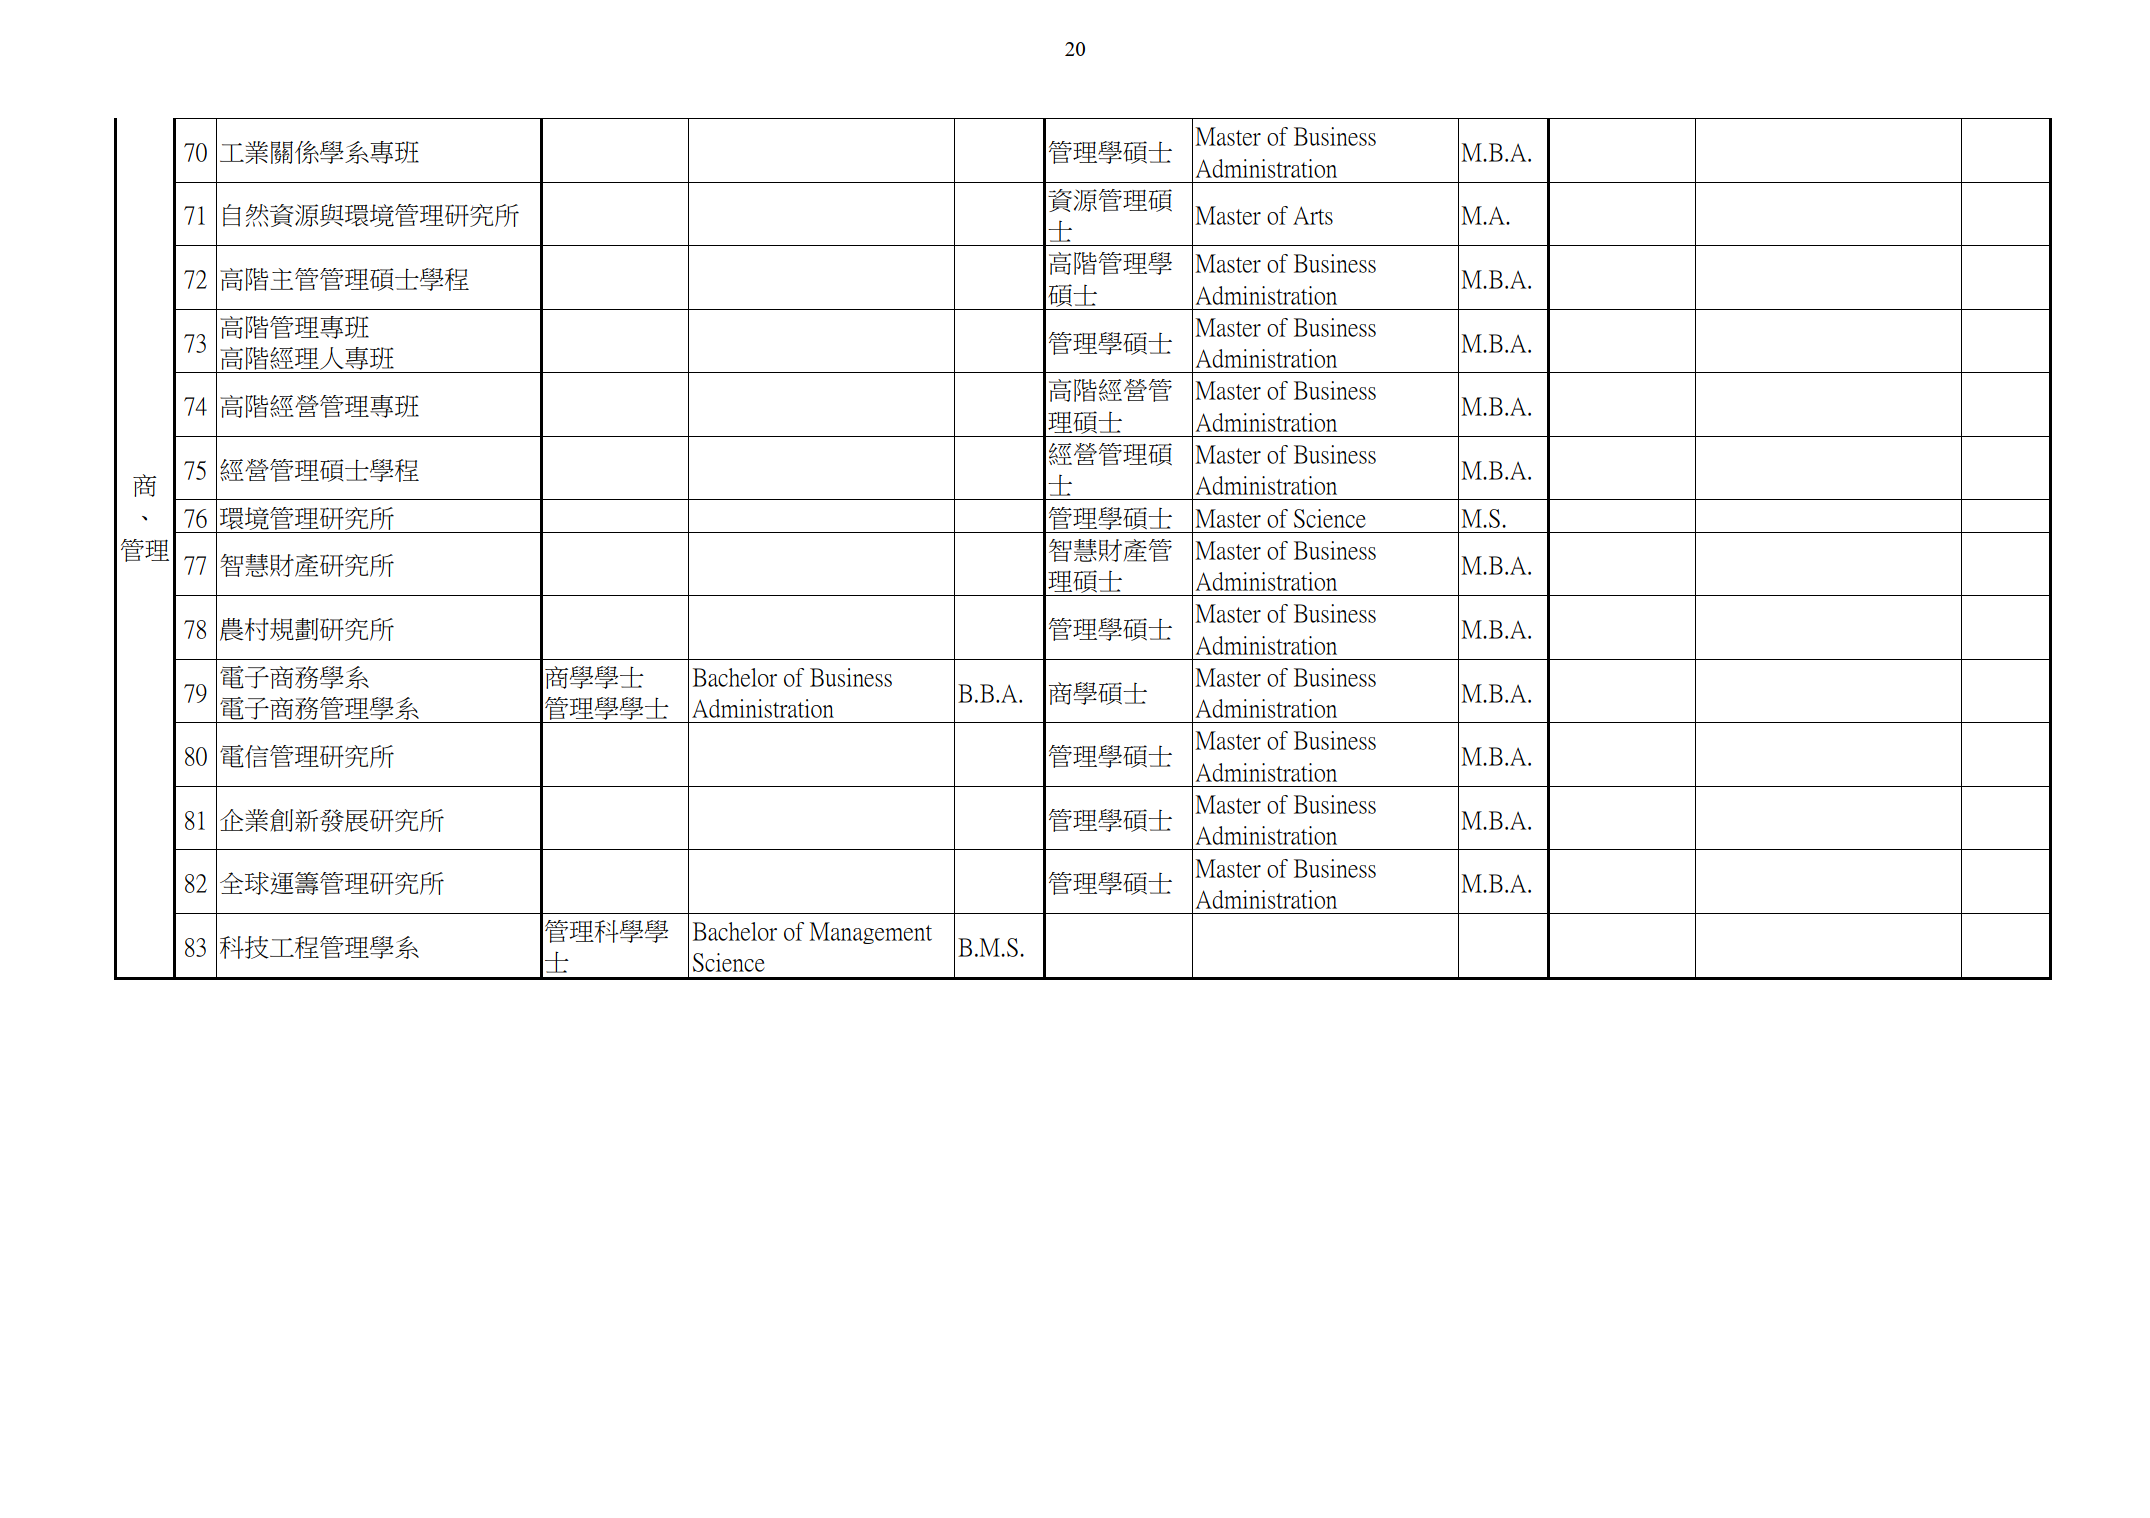 20
商
、
管理
70 工業關係學系專班 管理學碩士 Master of Business
Administration M.B.A.
71 自然資源與環境管理研究所 資源管理碩
士 Master of Arts M.A.
72 高階主管管理碩士學程 高階管理學
碩士 Master of Business
Administration M.B.A.
73 高階管理專班
高階經理人專班 管理學碩士 Master of Business
Administration M.B.A.
74 高階經營管理專班 高階經營管
理碩士 Master of Business
Administration M.B.A.
75 經營管理碩士學程 經營管理碩
士 Master of Business
Administration M.B.A.
76 環境管理研究所 管理學碩士 Master of Science M.S.
77 智慧財產研究所 智慧財產管
理碩士 Master of Business
Administration M.B.A.
78 農村規劃研究所 管理學碩士 Master of Business
Administration M.B.A.
79 電子商務學系
電子商務管理學系 商學學士
管理學學士 Bachelor of Business
Administration B.B.A. 商學碩士 Master of Business
Administration M.B.A.
80 電信管理研究所 管理學碩士 Master of Business
Administration M.B.A.
81 企業創新發展研究所 管理學碩士 Master of Business
Administration M.B.A.
82 全球運籌管理研究所 管理學碩士 Master of Business
Administration M.B.A.
83 科技工程管理學系 管理科學學
士 Bachelor of Management
Science B.M.S.